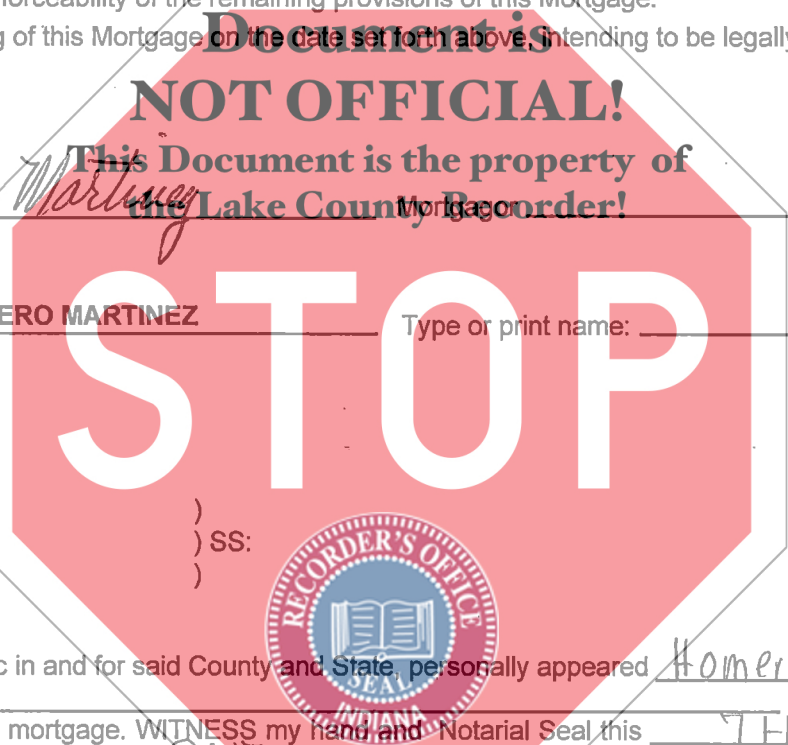 forceability of the remaining provisions of this Mortgage.
g of this Mortgage on the date set forth above, intending to be legally
Document is
NOT OFFICIAL!
This Document is the property of
the Lake County Recorder!
Martinez Mortgagor
ERO MARTINEZ Type or print name:
STOP
)
) SS:
)
RECORDER'S OFFICE
SEAL
INDIANA
c in and for said County and State, personally appeared Homer
mortgage. WITNESS my hand and Notarial Seal this 7TH